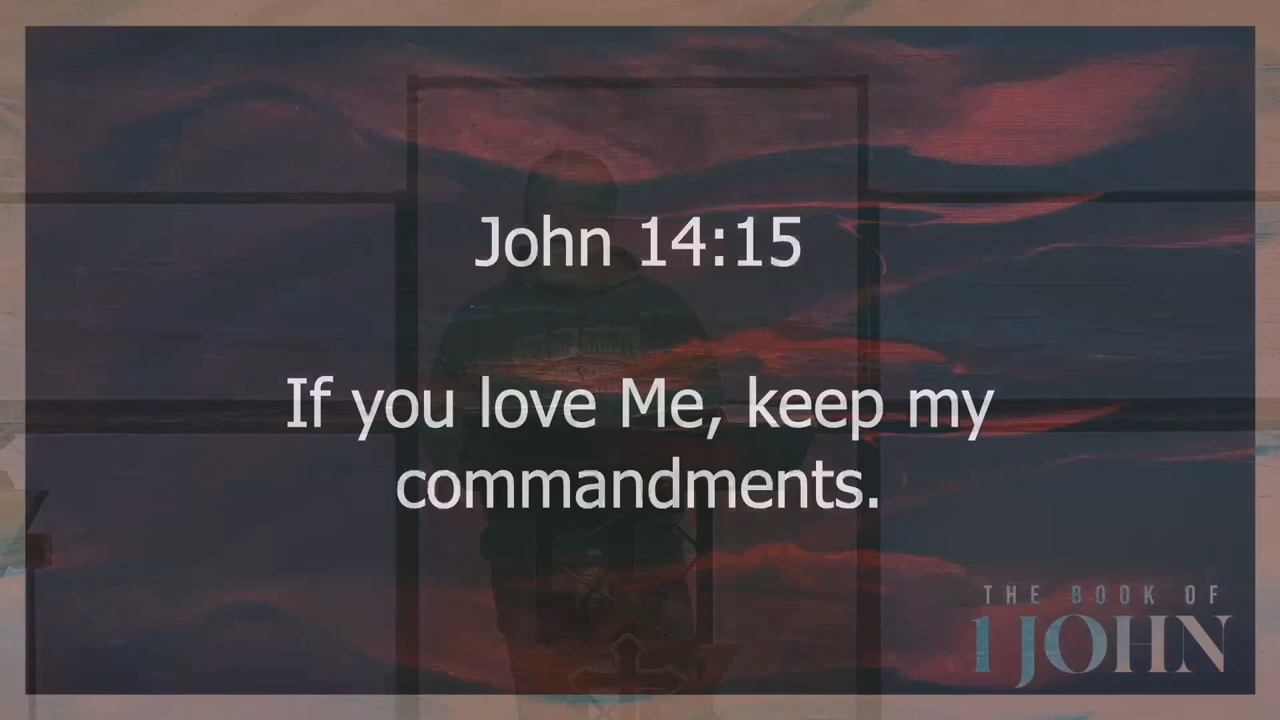 John 14:15
If you love Me, keep my
commandments.
THE BOOK OF
1 JOHN